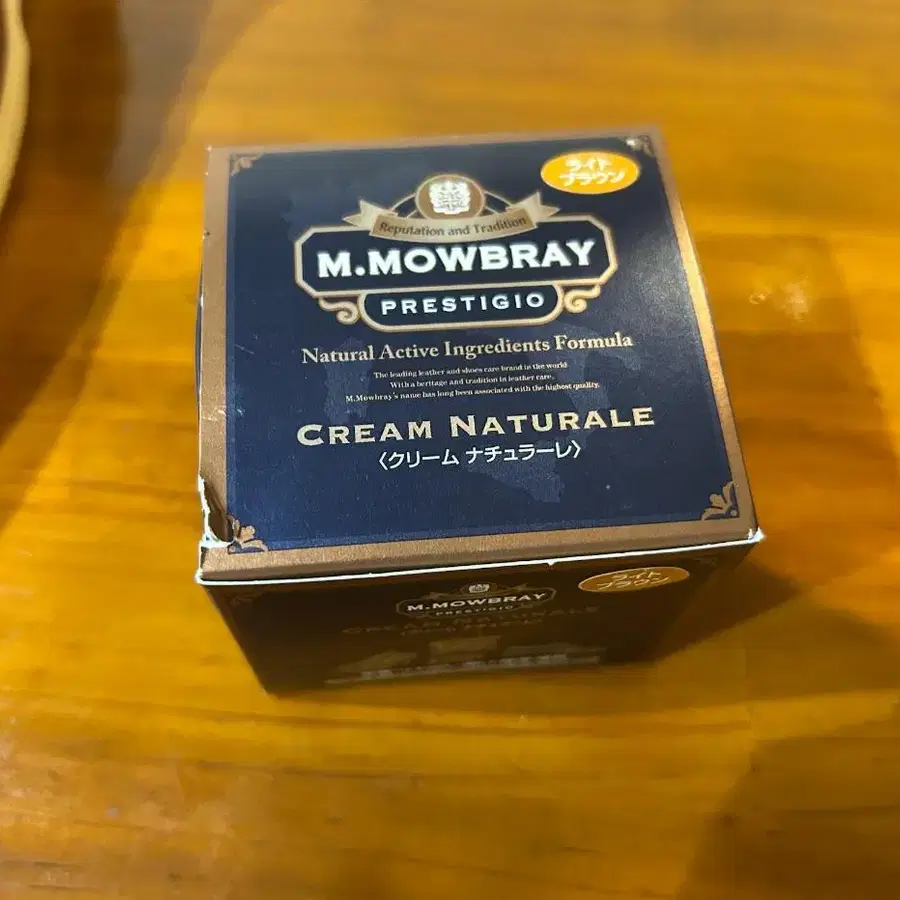 ライト
ブラウン
Reputation and Tradition
M.MOWBRAY
PRESTIGIO
Natural Active Ingredients Formula
The leading leather and shoes care brand in the world
With a heritage and tradition in leather care,
M.Mowbray's name has long been associated with the highest quality.
CREAM NATURALE
〈クリーム ナチュラーレ〉
ライト
ブラウン
M.MOWBRAY
PRESTIGIO
CREAM NATURALE